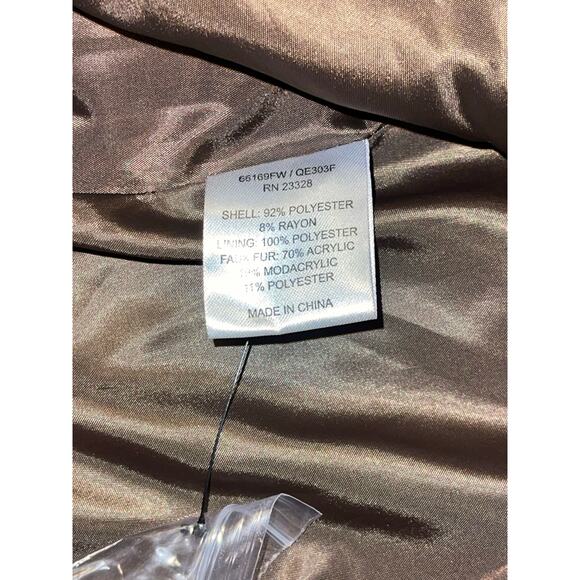 66169FW / QE303F
RN 23328
SHELL: 92% POLYESTER
8% RAYON
LINING: 100% POLYESTER
FAUX FUR: 70% ACRYLIC
MODACRYLIC
11% POLYESTER
MADE IN CHINA